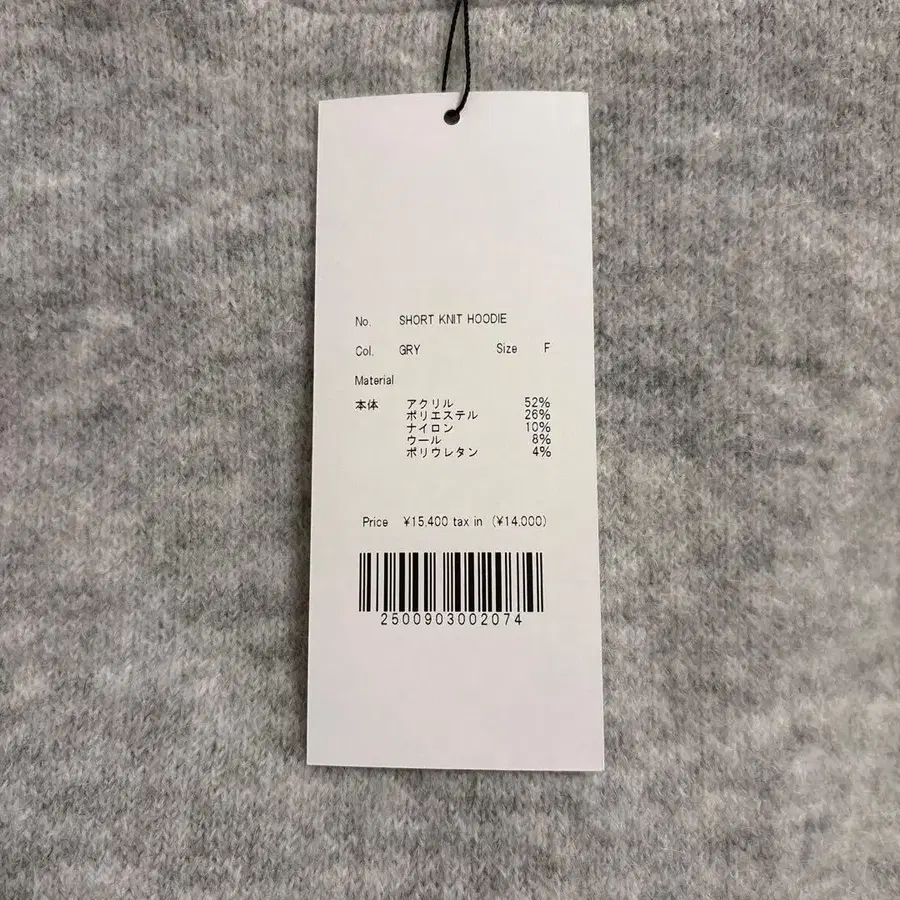 No. SHORT KNIT HOODIE
Col. GRY Size F
Material
本体 アクリル 52%
ポリエステル 26%
ナイロン 10%
ウール 8%
ポリウレタン 4%
Price ¥15,400 tax in (¥14,000)
2500903002074